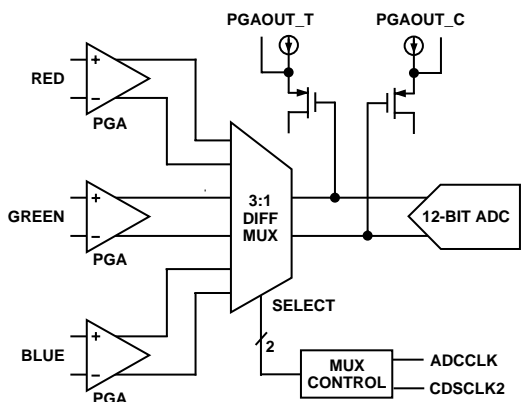 PGAOUT_T
PGAOUT_C
+
RED
−
PGA
+
GREEN
−
PGA
3:1
DIFF
MUX
12-BIT ADC
SELECT
2
+
BLUE
−
PGA
MUX
CONTROL
ADCCLK
CDSCLK2